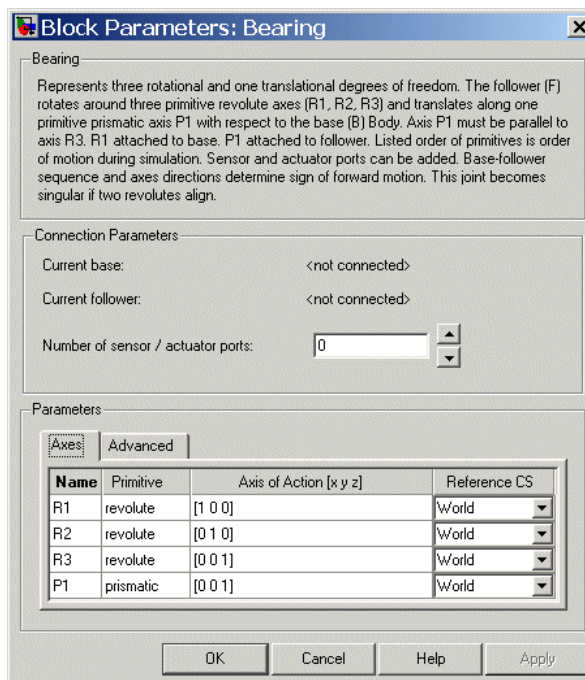 Block Parameters: Bearing
Bearing
Represents three rotational and one translational degrees of freedom. The follower (F)
rotates around three primitive revolute axes (R1, R2, R3) and translates along one
primitive prismatic axis P1 with respect to the base (B) Body. Axis P1 must be parallel to
axis R3. R1 attached to base. P1 attached to follower. Listed order of primitives is order
of motion during simulation. Sensor and actuator ports can be added. Base-follower
sequence and axes directions determine sign of forward motion. This joint becomes
singular if two revolutes align.
Connection Parameters
Current base: <not connected>
Current follower: <not connected>
Number of sensor / actuator ports: 0
Parameters
Axes Advanced
Name Primitive Axis of Action [x y z] Reference CS
R1 revolute [1 0 0] World
R2 revolute [0 1 0] World
R3 revolute [0 0 1] World
P1 prismatic [0 0 1] World
OK Cancel Help Apply